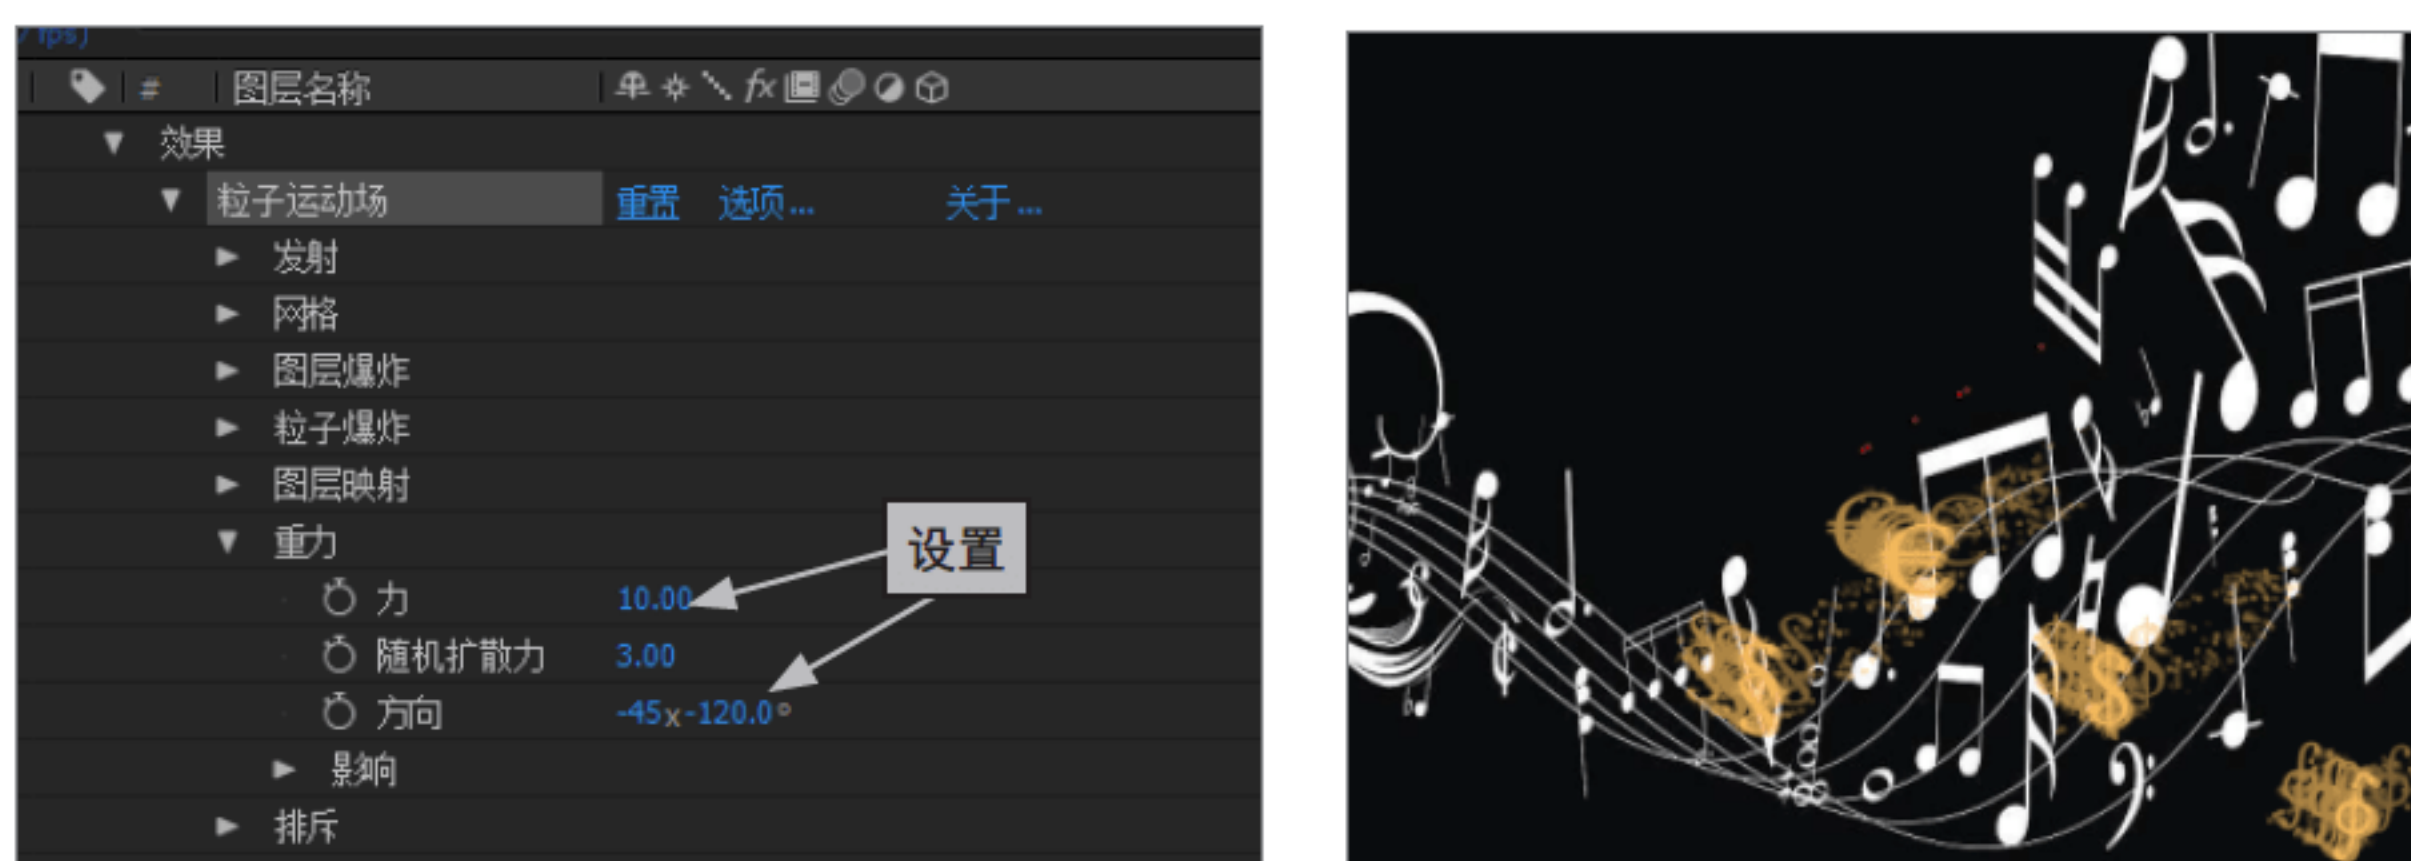 fps)
# 图层名称 fx
效果
粒子运动场 重置 选项... 关于...
发射
网格
图层爆炸
粒子爆炸
图层映射
重力
设置
力 10.00
随机扩散力 3.00
方向 -45x-120.0°
影响
排斥